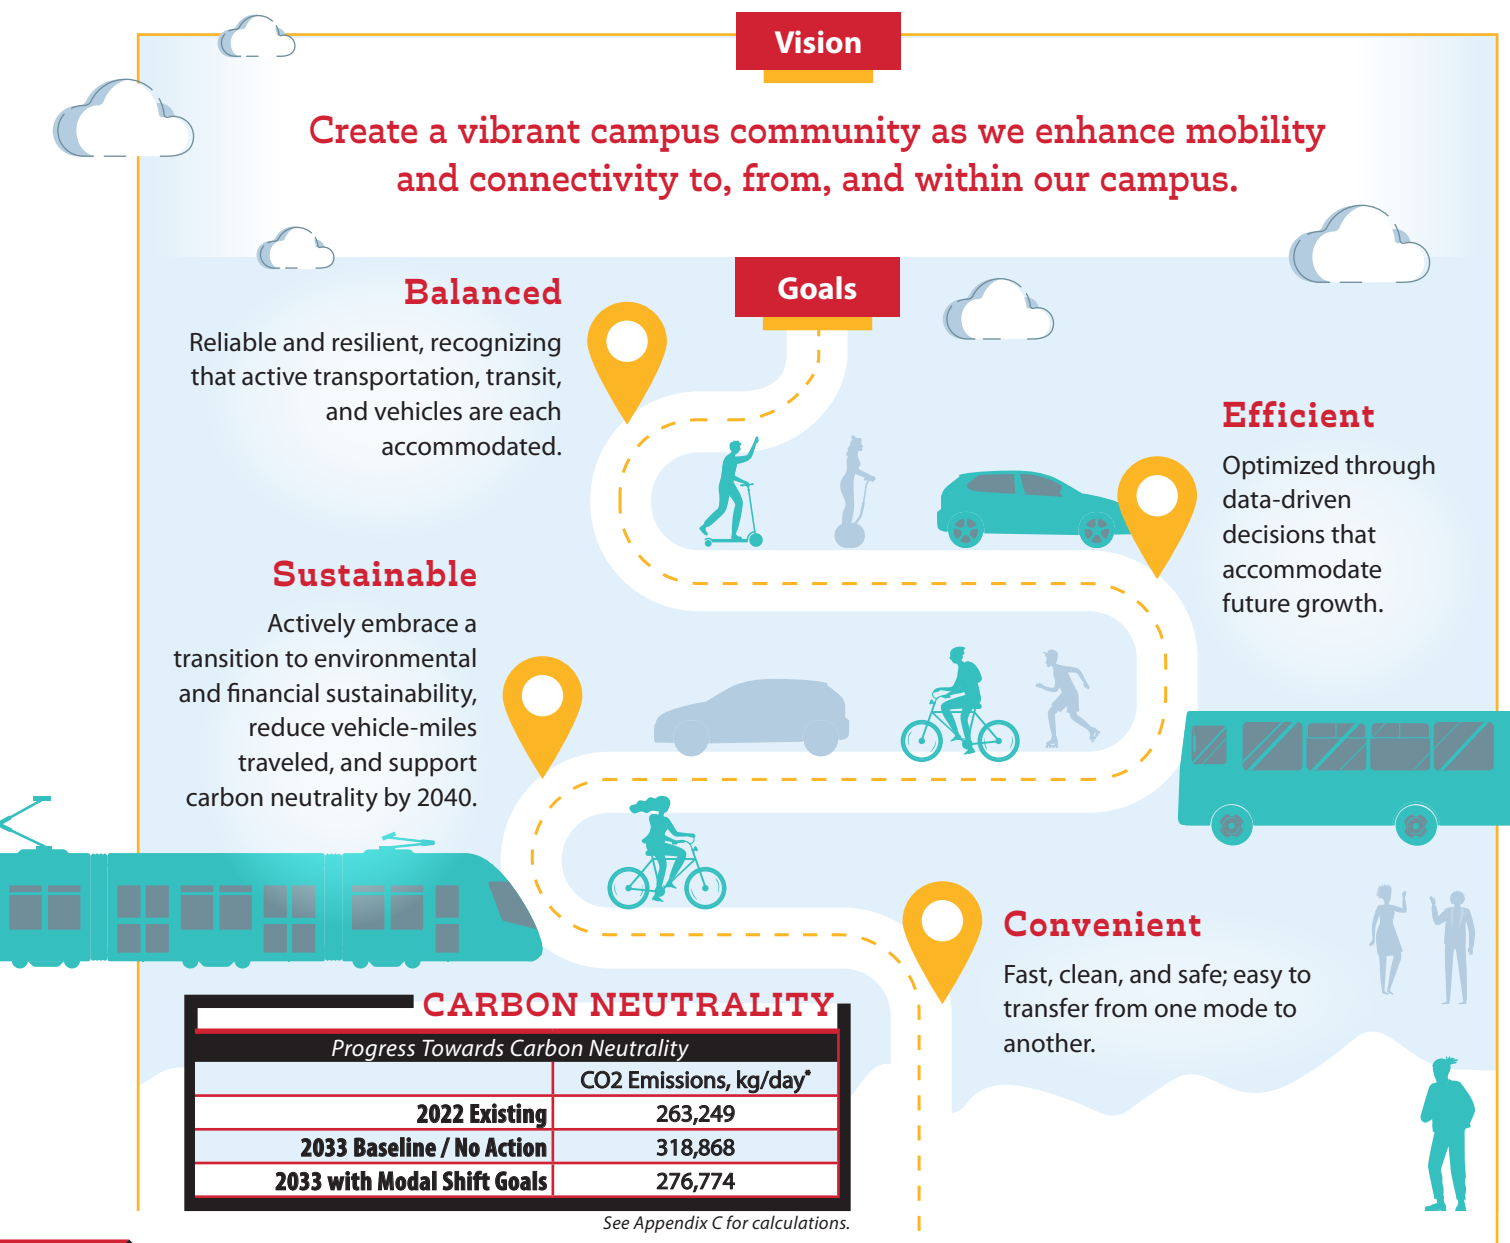 Vision
Create a vibrant campus community as we enhance mobility
and connectivity to, from, and within our campus.
Goals
Balanced
Reliable and resilient, recognizing
that active transportation, transit,
and vehicles are each
accommodated.
Efficient
Optimized through
data-driven
decisions that
accommodate
future growth.
Sustainable
Actively embrace a
transition to environmental
and financial sustainability,
reduce vehicle-miles
traveled, and support
carbon neutrality by 2040.
Convenient
Fast, clean, and safe; easy to
transfer from one mode to
another.
CARBON NEUTRALITY
Progress Towards Carbon Neutrality
CO2 Emissions, kg/day*
2022 Existing 263,249
2033 Baseline / No Action 318,868
2033 with Modal Shift Goals 276,774
See Appendix C for calculations.